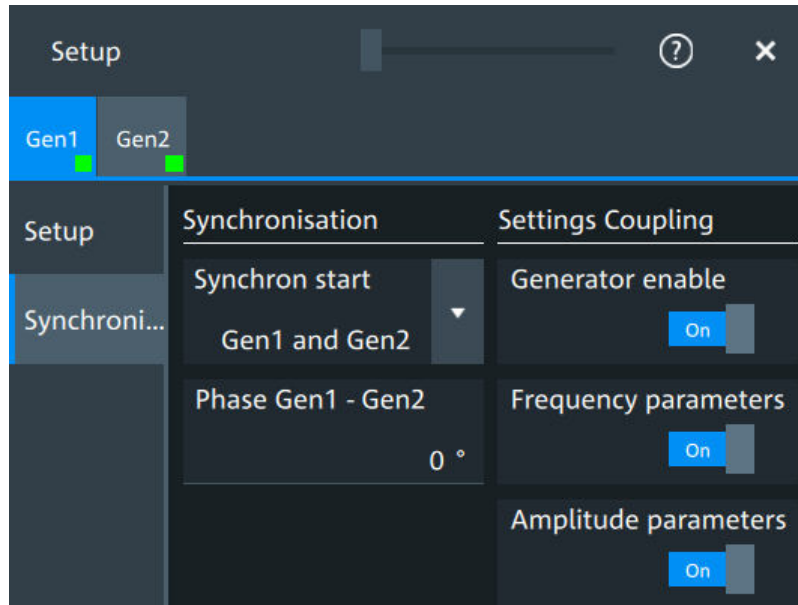 Setup
?
×
Gen1
Gen2
Setup
Synchroni...
Synchronisation
Synchron start
Gen1 and Gen2
Phase Gen1 - Gen2
0 °
Settings Coupling
Generator enable
On
Frequency parameters
On
Amplitude parameters
On